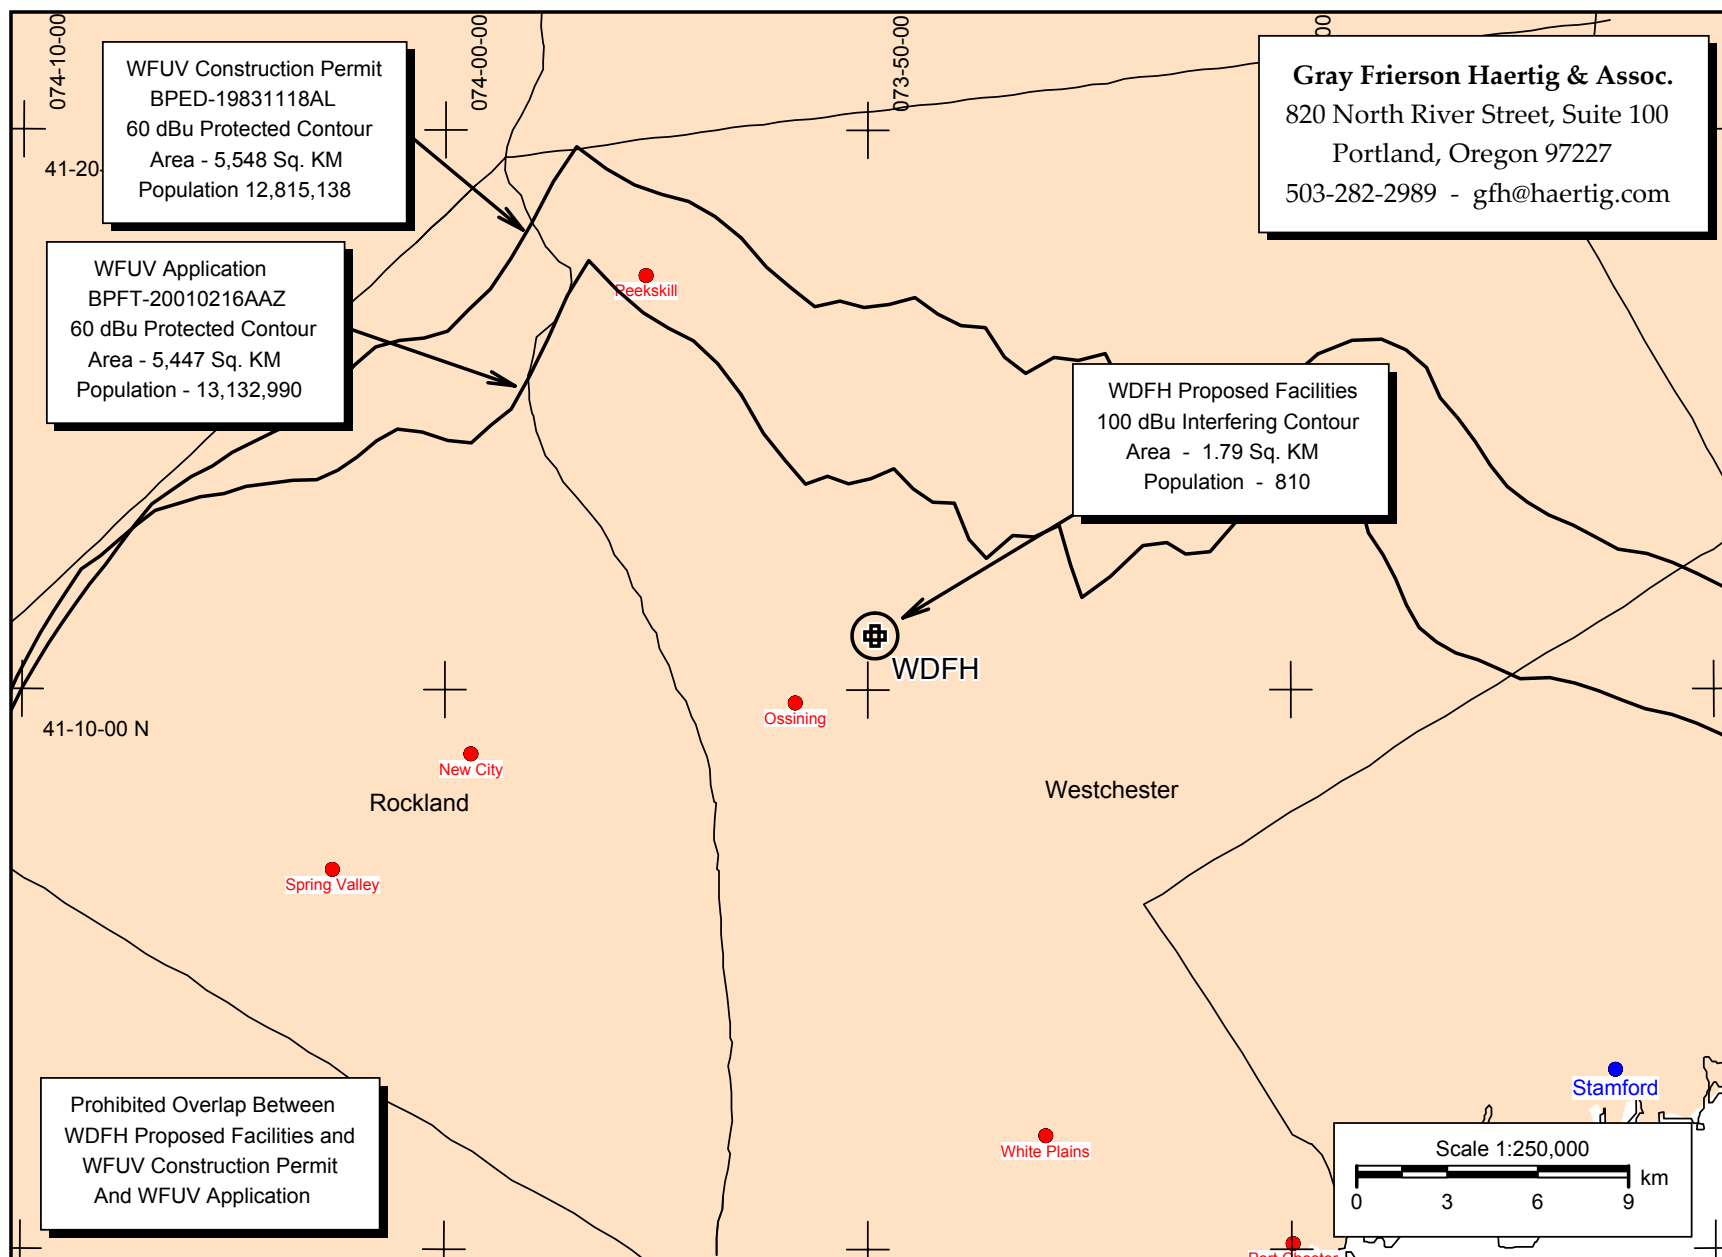 074-10-00
074-00-00
073-50-00
00
WFUV Construction Permit
BPED-19831118AL
60 dBu Protected Contour
Area - 5,548 Sq. KM
Population 12,815,138
Gray Frierson Haertig & Assoc.
820 North River Street, Suite 100
Portland, Oregon 97227
503-282-2989 - gfh@haertig.com
41-20-
WFUV Application
BPFT-20010216AAZ
60 dBu Protected Contour
Area - 5,447 Sq. KM
Population - 13,132,990
Peekskill
WDFH Proposed Facilities
100 dBu Interfering Contour
Area - 1.79 Sq. KM
Population - 810
WDFH
41-10-00 N
Ossining
New City
Rockland
Westchester
Spring Valley
Stamford
Prohibited Overlap Between
WDFH Proposed Facilities and
WFUV Construction Permit
And WFUV Application
White Plains
Scale 1:250,000
km
0 3 6 9
Port Chester